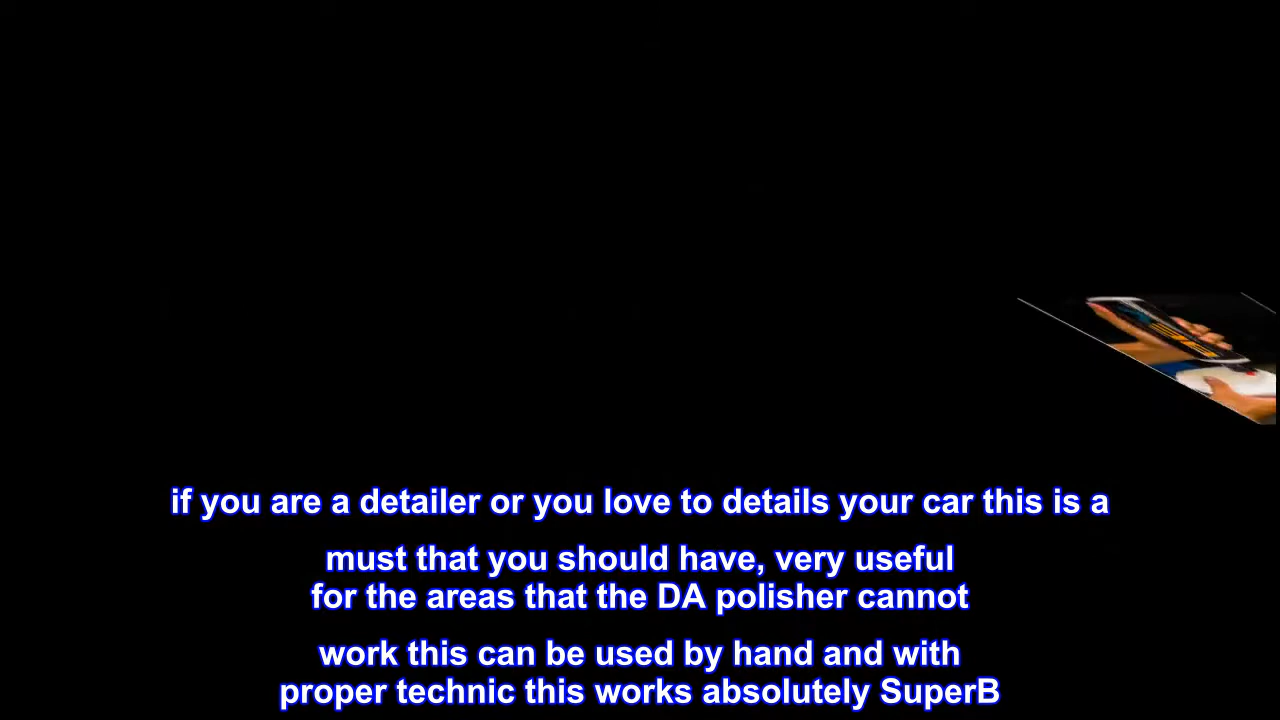 if you are a detailer or you love to details your car this is a
must that you should have, very useful
for the areas that the DA polisher cannot
work this can be used by hand and with
proper technic this works absolutely SuperB